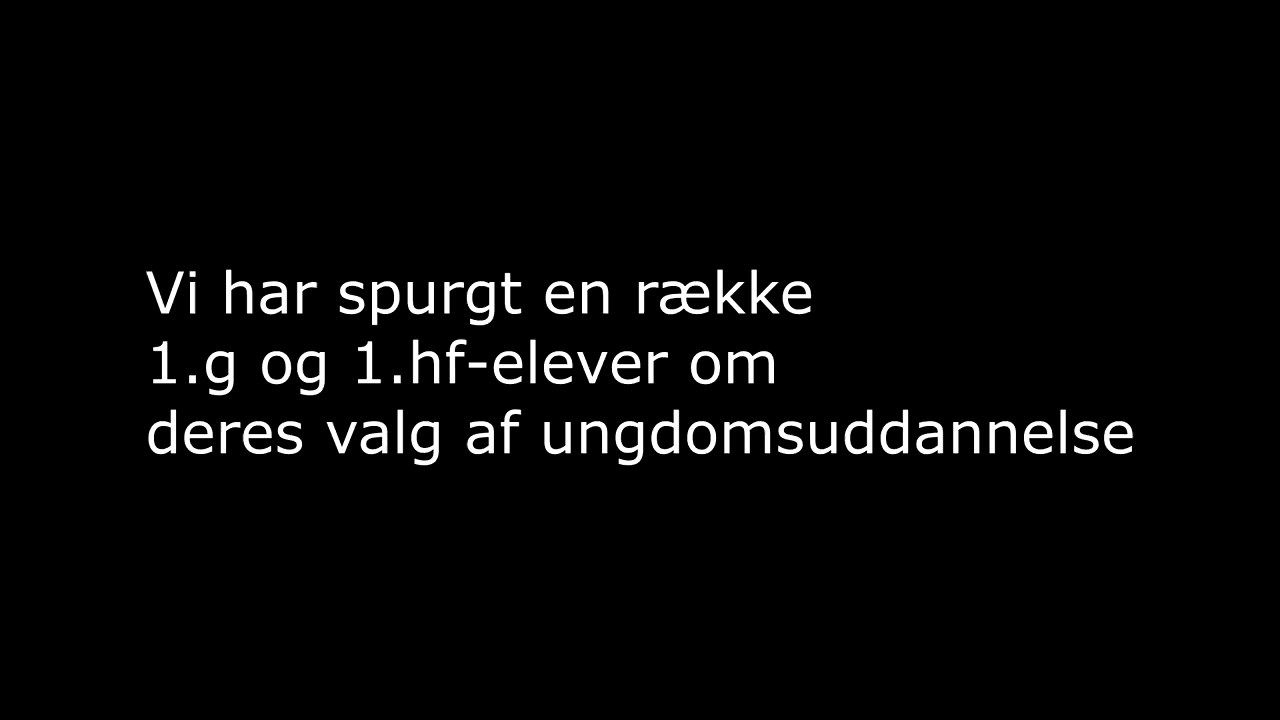 Vi har spurgt en række
1.g og 1.hf-elever om
deres valg af ungdomsuddannelse